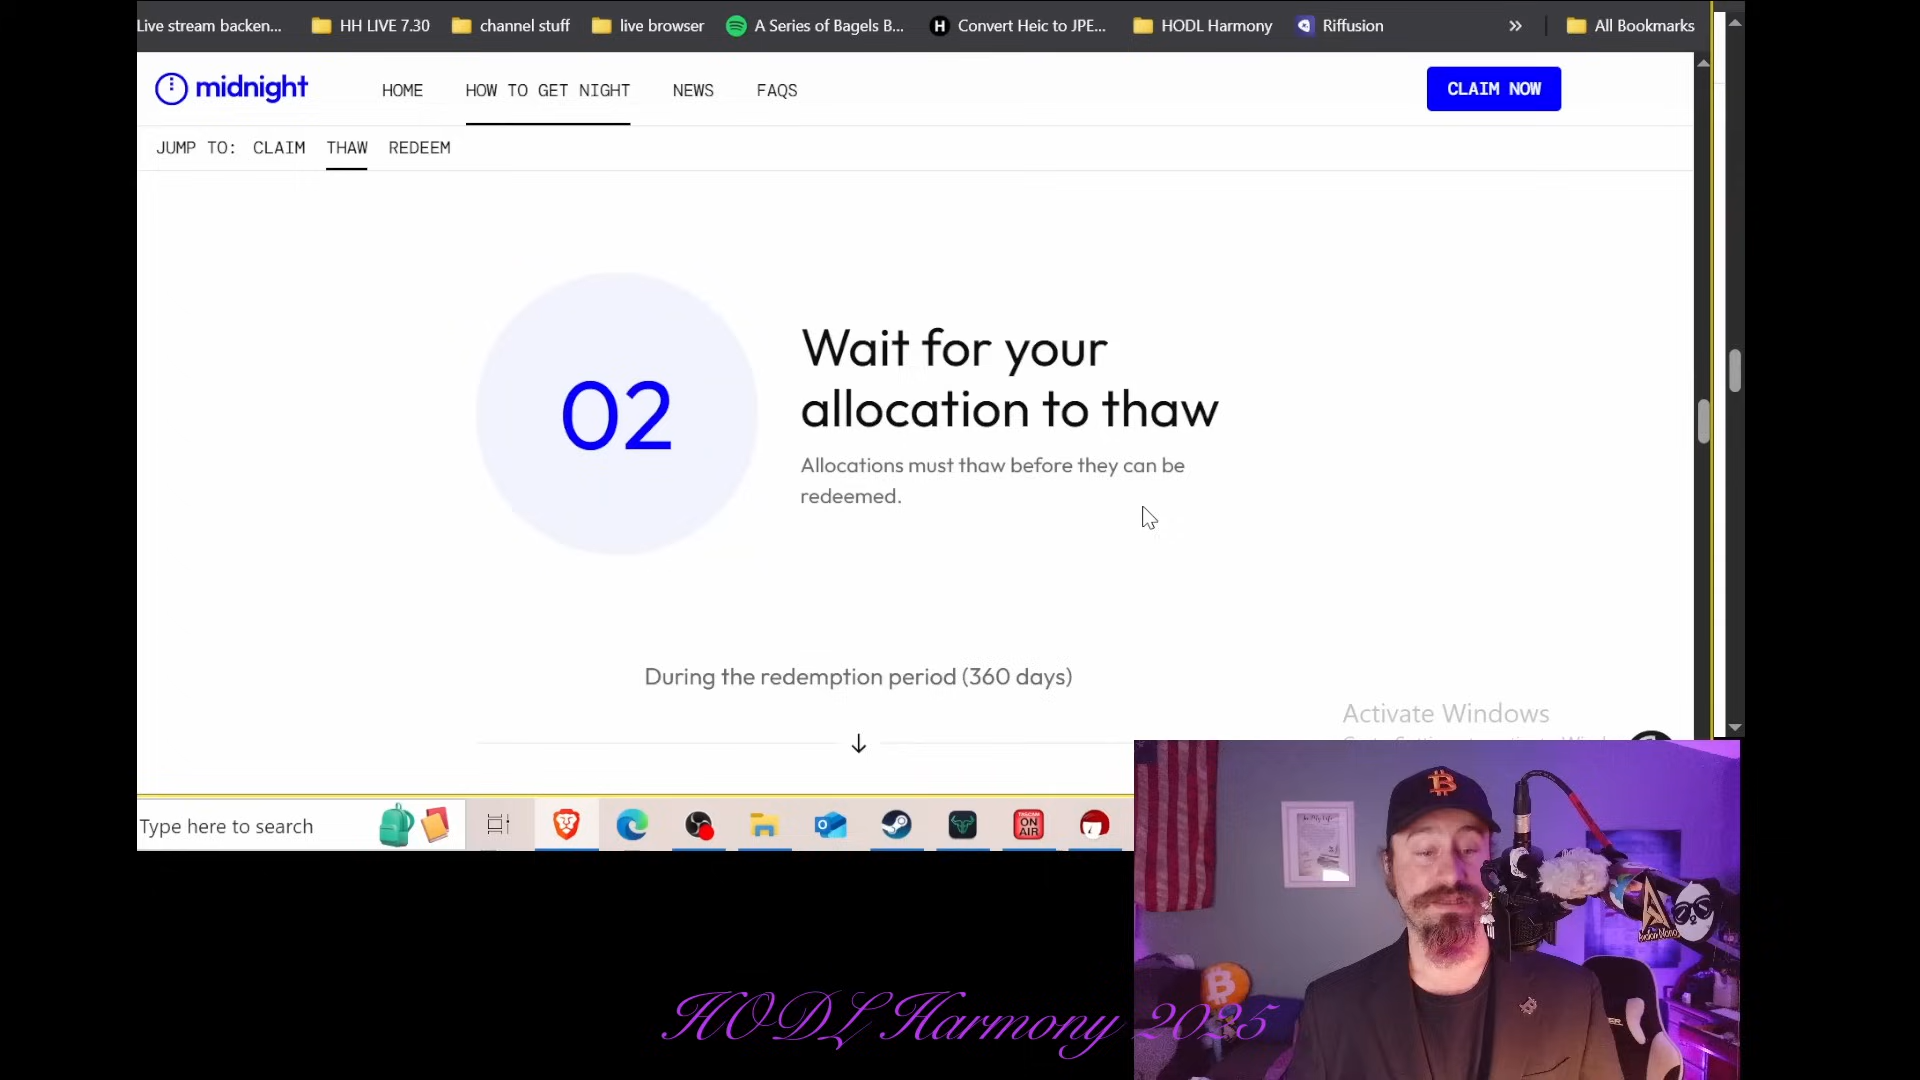 Live stream backen...
HH LIVE 7.30
channel stuff
live browser
A Series of Bagels B...
Convert Heic to JPE...
HODL Harmony
Riffusion
All Bookmarks
midnight
HOME
HOW TO GET NIGHT
NEWS
FAQS
CLAIM NOW
JUMP TO: CLAIM THAW REDEEM
02
Wait for your
allocation to thaw
Allocations must thaw before they can be
redeemed.
During the redemption period (360 days)
Activate Windows
Type here to search
ON
AIR
HODL Harmony 2025